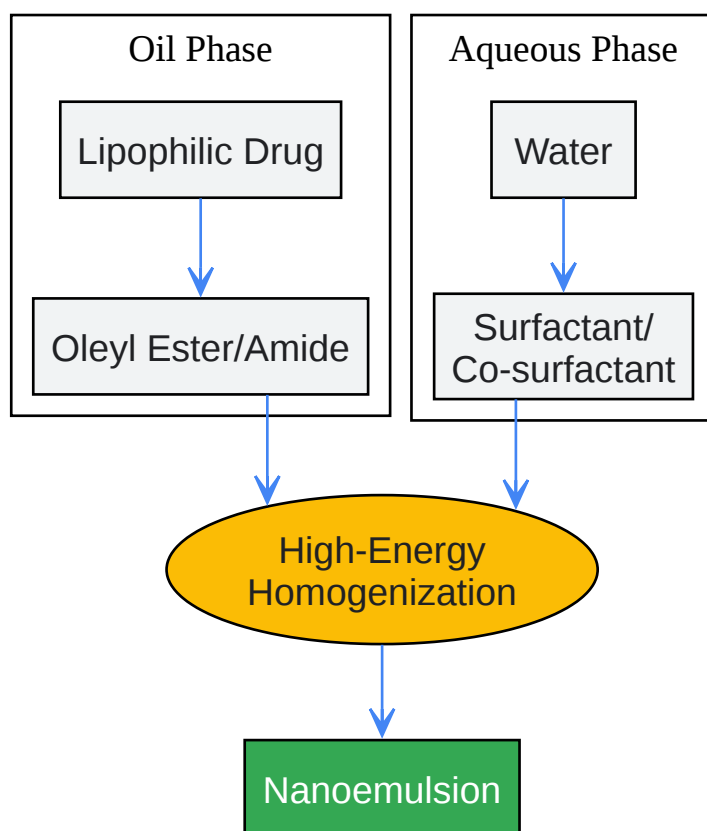 Oil Phase
Lipophilic Drug
Oleyl Ester/Amide
Aqueous Phase
Water
Surfactant/
Co-surfactant
High-Energy
Homogenization
Nanoemulsion